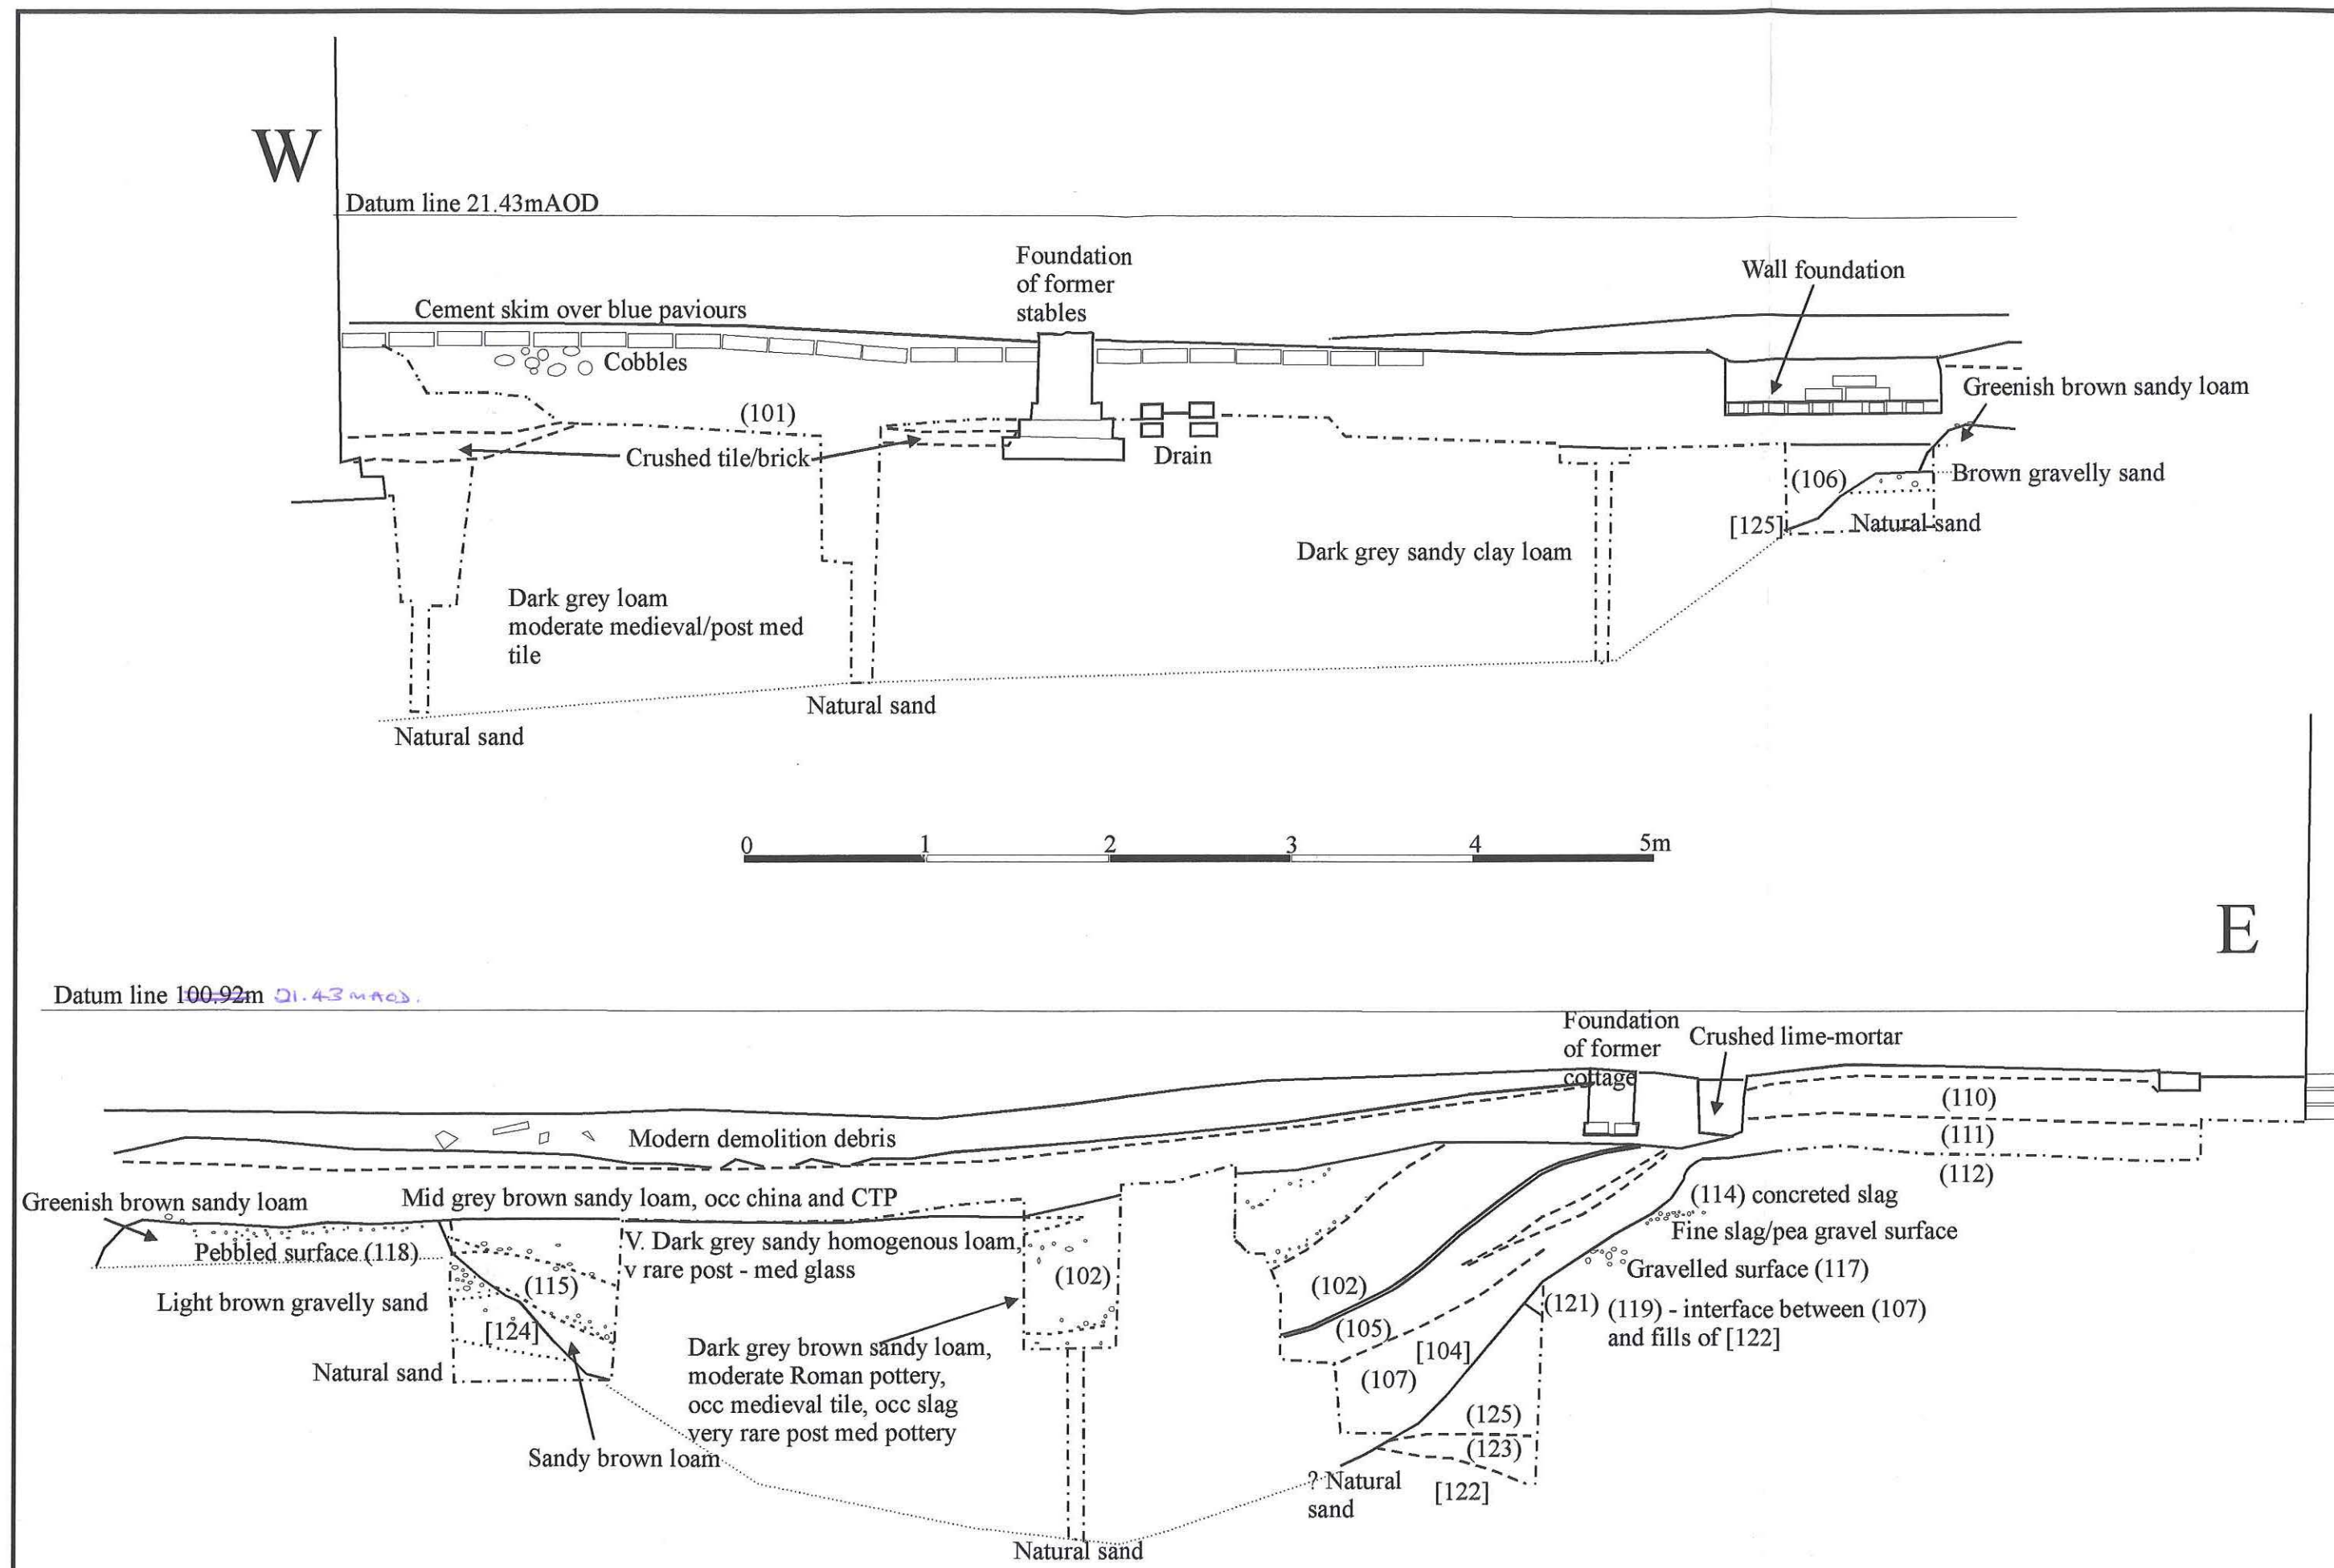 W
Datum line 21.43mAOD
Foundation
of former
stables
Wall foundation
Cement skim over blue paviours
Cobbles
Greenish brown sandy loam
(101)
Crushed tile/brick
Drain
(106)
Brown gravelly sand
[125]
Natural sand
Dark grey sandy clay loam
Dark grey loam
moderate medieval/post med
tile
Natural sand
Natural sand
0 1 2 3 4 5m
E
Datum line 100.92m 21.43 mAOD.
Foundation
of former
cottage
Crushed lime-mortar
(110)
Modern demolition debris
(111)
(112)
Greenish brown sandy loam
Mid grey brown sandy loam, occ china and CTP
(114) concreted slag
Fine slag/pea gravel surface
Pebbled surface (118)
V. Dark grey sandy homogenous loam,
v rare post - med glass
(102)
(102)
Gravelled surface (117)
(115)
Light brown gravelly sand
(121)
(119) - interface between (107)
and fills of [122]
[124]
(105)
Dark grey brown sandy loam,
moderate Roman pottery,
occ medieval tile, occ slag
very rare post med pottery
[104]
Natural sand
(107)
(125)
(123)
Sandy brown loam
? Natural
sand
[122]
Natural sand